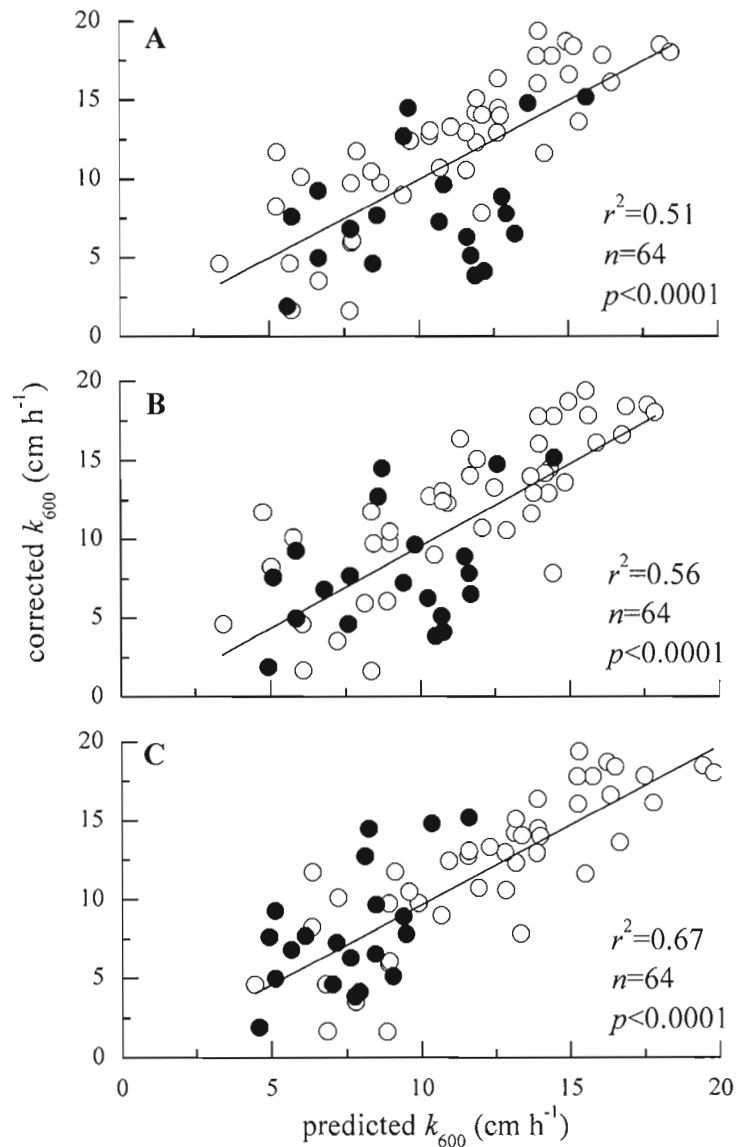 A
20
15
10
5
0
r²=0.51
n=64
p<0.0001
B
20
15
10
5
0
r²=0.56
n=64
p<0.0001
corrected k₆₀₀ (cm h⁻¹)
C
20
15
10
5
0
r²=0.67
n=64
p<0.0001
0 5 10 15 20
predicted k₆₀₀ (cm h⁻¹)